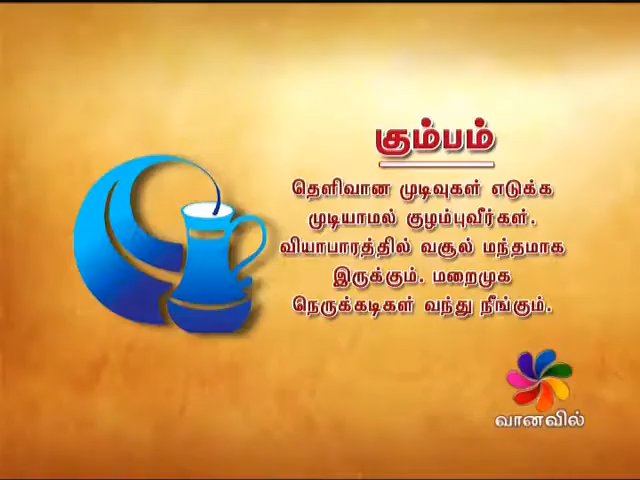 கும்பம்
தெளிவான முடிவுகள் எடுக்க
முடியாமல் குழம்புவீர்கள்.
வியாபாரத்தில் வசூல் மந்தமாக
இருக்கும். மறைமுக
நெருக்கடிகள் வந்து நீங்கும்.
வானவில்